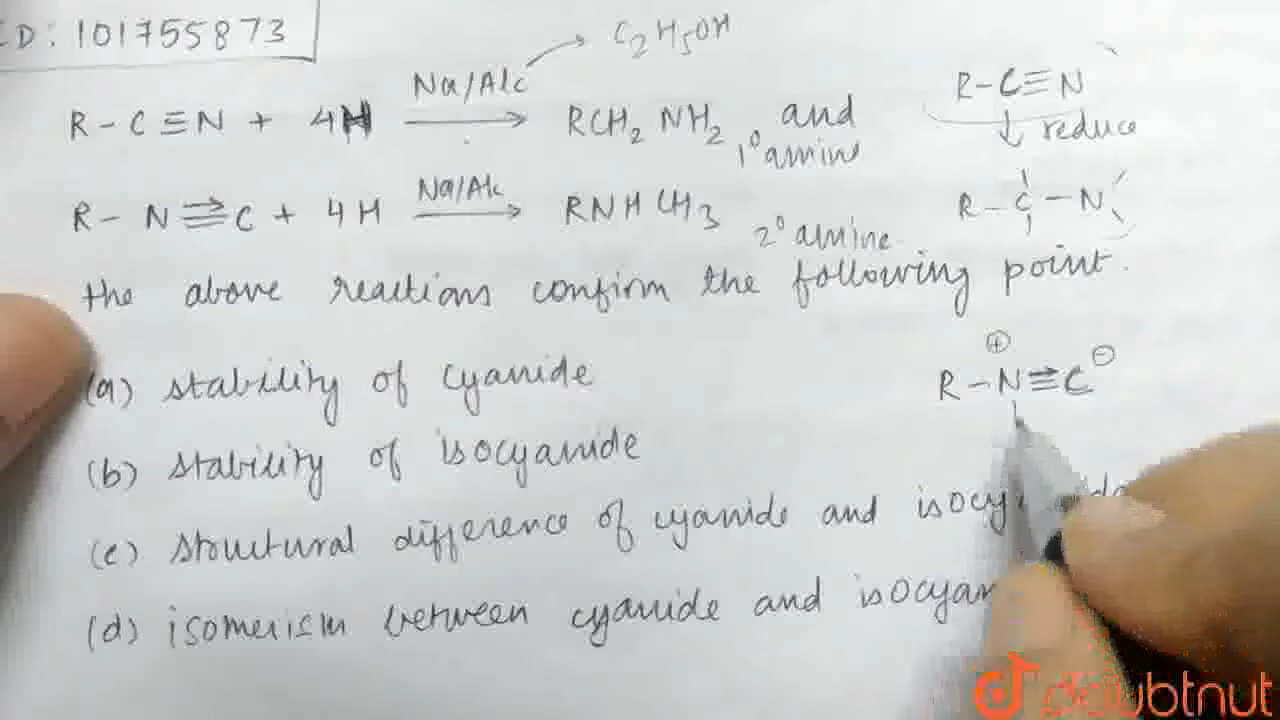 ID: 101755873
R - C ≡ N + 4H Na/Alc → C2H5OH
RCH2 NH2 and
1° amine
R - N ≡ C + 4H Na/Alc → RNHCH3
2° amine
R-C≡N
↓ reduce
R - C - N
the above reactions confirm the following point.
R - N≡C
⊕ ⊖
(a) stability of cyanide
(b) stability of isocyanide
(c) structural difference of cyanide and
(d) isomerism between cyanide and
doubtnut